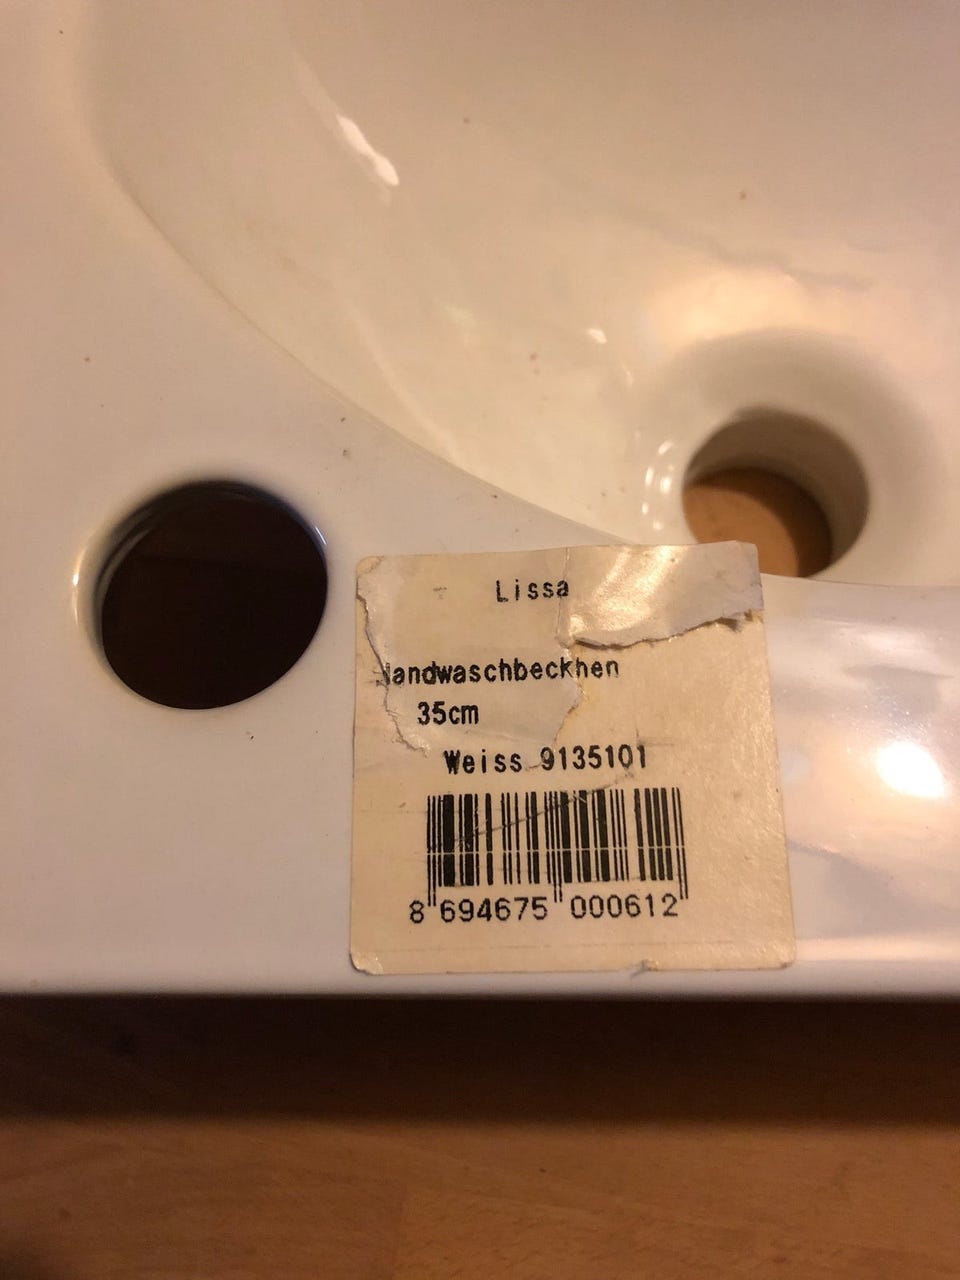 Lissa
Handwaschbeckhen
35cm
Weiss 9135101
8 694675 000612